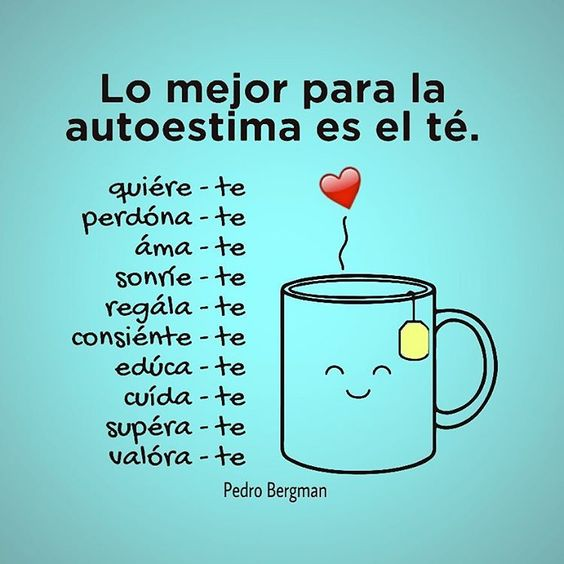 Lo mejor para la
autoestima es el té.
quiére - te
perdóna - te
áma - te
sonríe - te
regála - te
consiénte - te
edúca - te
cuída - te
supéra - te
valóra - te
Pedro Bergman